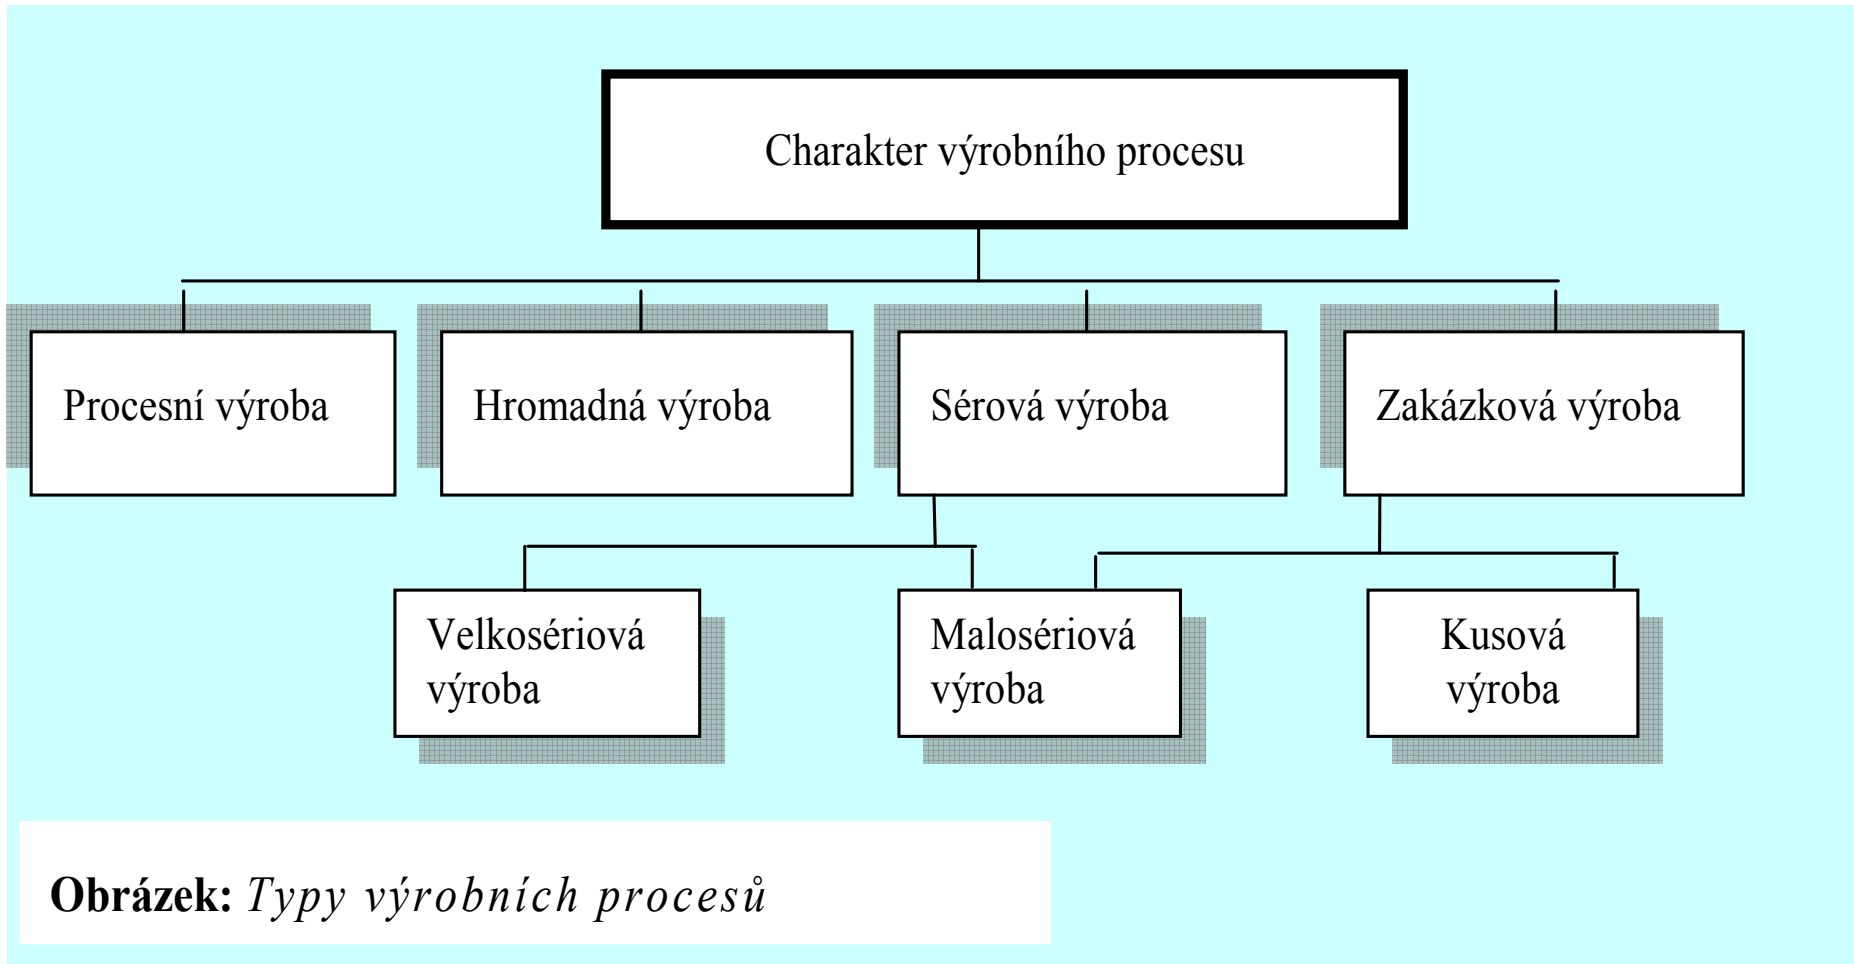 Charakter výrobního procesu
Procesní výroba
Hromadná výroba
Sérová výroba
Zakázková výroba
Velkosériová
výroba
Malosériová
výroba
Kusová
výroba
Obrázek: Typy výrobních procesů